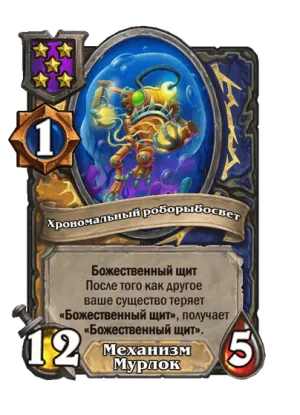 1
Хрономальный роборыбосвет
Божественный щит
После того как другое
ваше существо теряет
«Божественный щит», получает
«Божественный щит».
12
Механизм
5
Мурлок